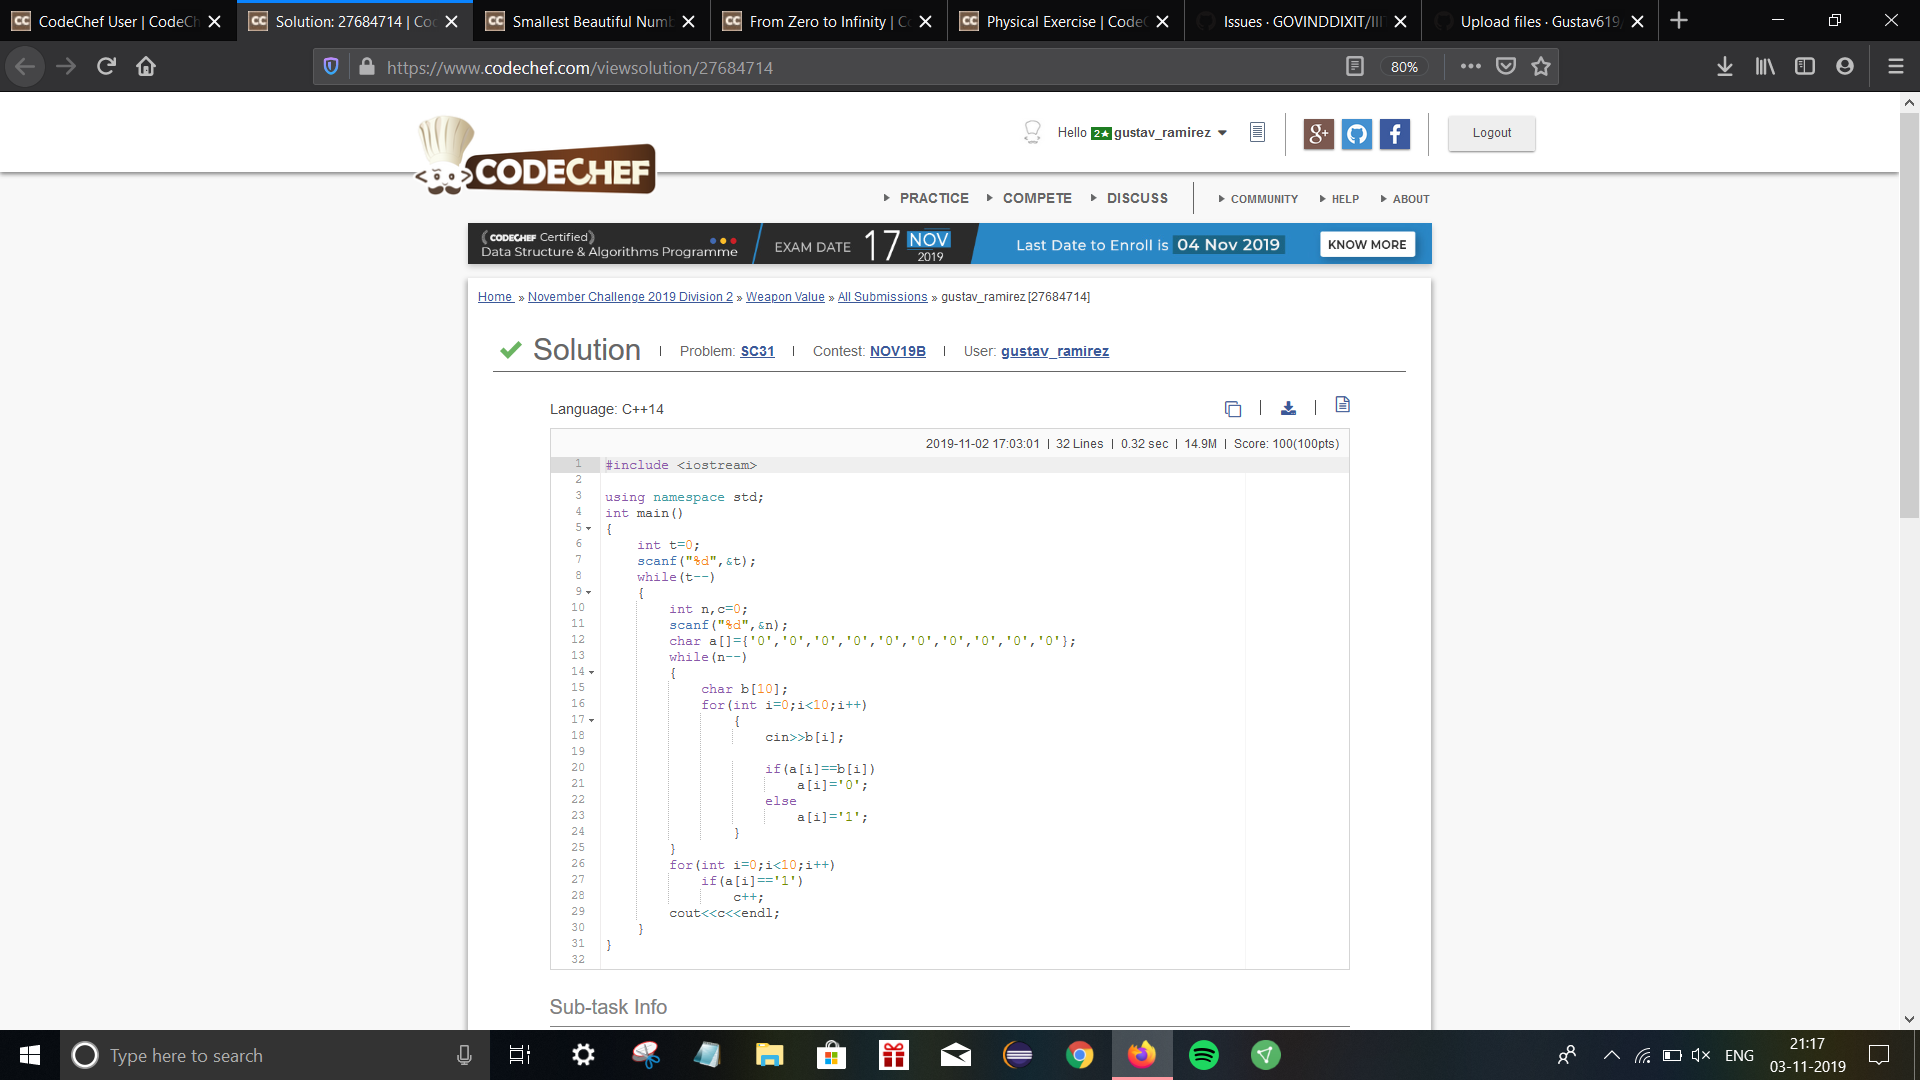 CodeChef User | CodeCh
Solution: 27684714 | Co
Smallest Beautiful Num
From Zero to Infinity | C
Physical Exercise | Code
Issues · GOVINDDIXIT/III
Upload files · Gustav619
https://www.codechef.com/viewsolution/27684714
80%
CODECHEF
Hello 2★ gustav_ramirez
Logout
PRACTICE COMPETE DISCUSS COMMUNITY HELP ABOUT
CODECHEF Certified
Data Structure & Algorithms Programme
EXAM DATE 17 NOV 2019
Last Date to Enroll is 04 Nov 2019
KNOW MORE
Home » November Challenge 2019 Division 2 » Weapon Value » All Submissions » gustav_ramirez [27684714]
Solution | Problem: SC31 | Contest: NOV19B | User: gustav_ramirez
Language: C++14
2019-11-02 17:03:01 | 32 Lines | 0.32 sec | 14.9M | Score: 100(100pts)
1 #include <iostream>
2
3 using namespace std;
4 int main()
5 {
6 int t=0;
7 scanf("%d",&t);
8 while(t--)
9 {
10 int n,c=0;
11 scanf("%d",&n);
12 char a[]={'0','0','0','0','0','0','0','0','0','0'};
13 while(n--)
14 {
15 char b[10];
16 for(int i=0;i<10;i++)
17 {
18 cin>>b[i];
19
20 if(a[i]==b[i])
21 a[i]='0';
22 else
23 a[i]='1';
24 }
25 }
26 for(int i=0;i<10;i++)
27 if(a[i]=='1')
28 c++;
29 cout<<c<<endl;
30 }
31 }
32
Sub-task Info
Type here to search
ENG
21:17
03-11-2019